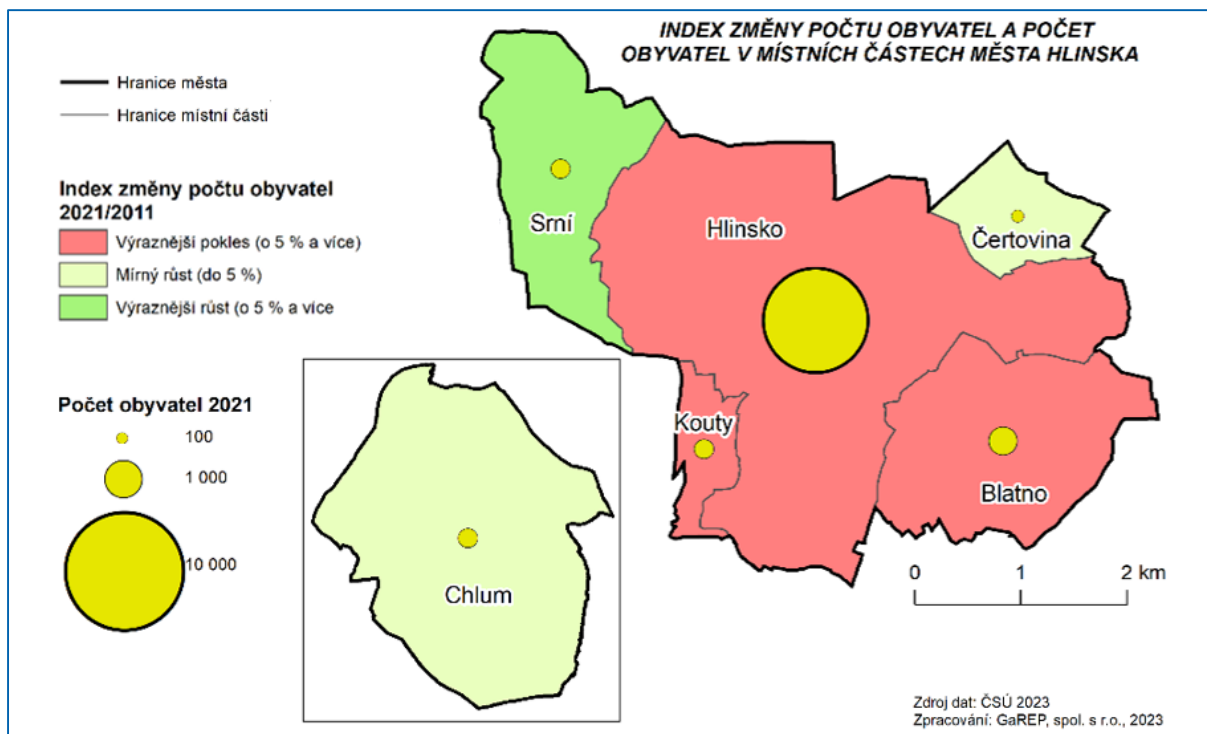 INDEX ZMĚNY POČTU OBYVATEL A POČET
OBYVATEL V MÍSTNÍCH ČÁSTECH MĚSTA HLINSKA
Hranice města
Hranice místní části
Index změny počtu obyvatel
2021/2011
Výraznější pokles (o 5 % a více)
Mírný růst (do 5 %)
Výraznější růst (o 5 % a více
Počet obyvatel 2021
100
1 000
10 000
Srní
Hlinsko
Čertovina
Kouty
Blatno
Chlum
0 1 2 km
Zdroj dat: ČSÚ 2023
Zpracování: GaREP, spol. s r.o., 2023